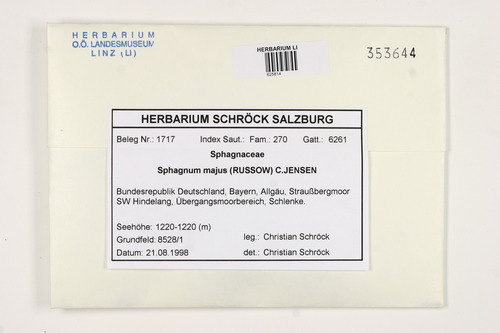 HERBARIUM
O.Ö. LANDESMUSEUM
LINZ (LI)
HERBARIUM LI
353644
HERBARIUM SCHRÖCK SALZBURG
Beleg Nr.: 1717 Index Saut.: Fam.: 270 Gatt.: 6261
Sphagnaceae
Sphagnum majus (RUSSOW) C.JENSEN
Bundesrepublik Deutschland, Bayern, Allgäu, Straußbergmoor
SW Hindelang, Übergangsmoorbereich, Schlenke.
Seehöhe: 1220-1220 (m)
Grundfeld: 8528/1 leg.: Christian Schröck
Datum: 21.08.1998 det.: Christian Schröck